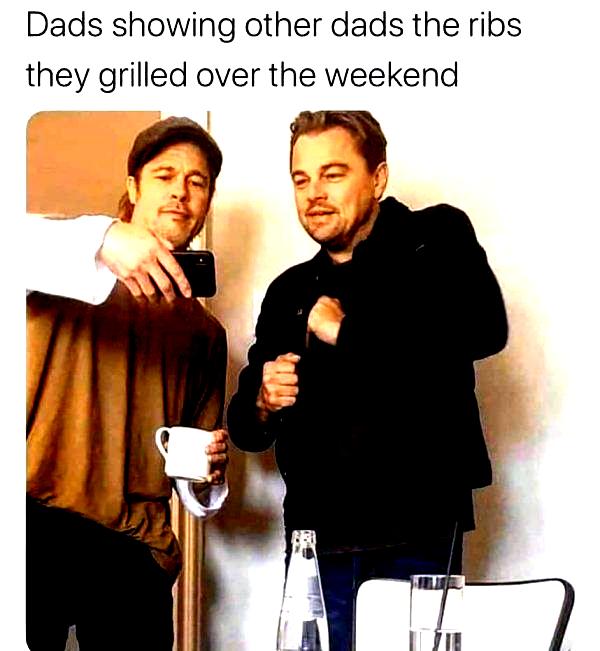 Dads showing other dads the ribs
they grilled over the weekend